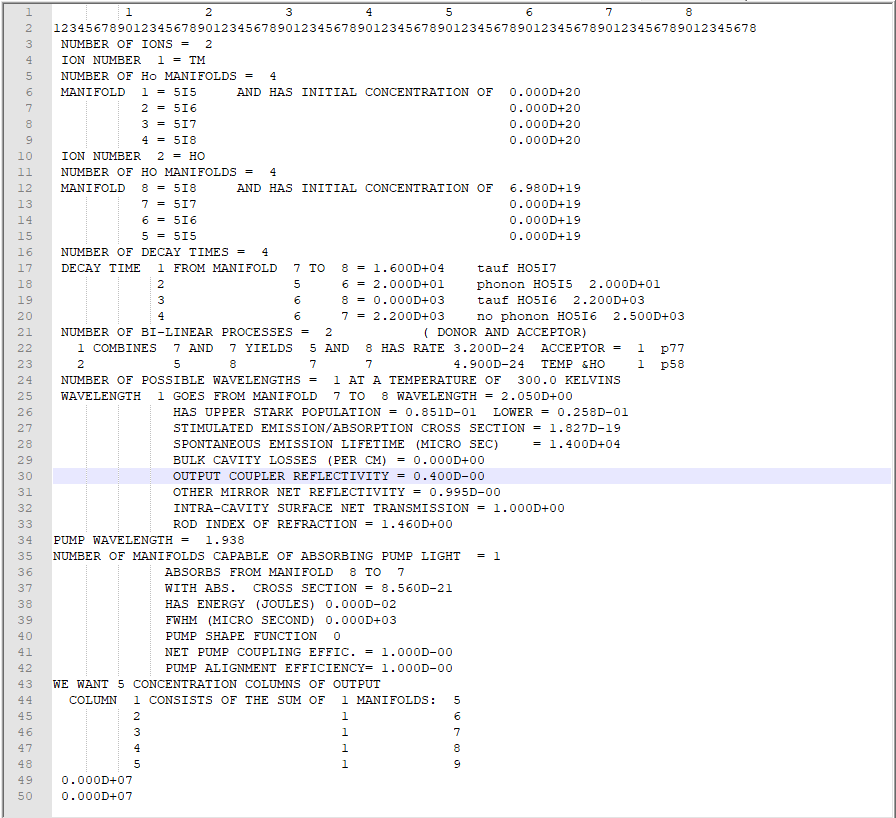 1 1 2 3 4 5 6 7 8
2 1234567890123456789012345678901234567890123456789012345678901234567890123456789012345678
3 NUMBER OF IONS = 2
4 ION NUMBER 1 = TM
5 NUMBER OF Ho MANIFOLDS = 4
6 MANIFOLD 1 = 5I5 AND HAS INITIAL CONCENTRATION OF 0.000D+20
7 2 = 5I6 0.000D+20
8 3 = 5I7 0.000D+20
9 4 = 5I8 0.000D+20
10 ION NUMBER 2 = HO
11 NUMBER OF HO MANIFOLDS = 4
12 MANIFOLD 8 = 5I8 AND HAS INITIAL CONCENTRATION OF 6.980D+19
13 7 = 5I7 0.000D+19
14 6 = 5I6 0.000D+19
15 5 = 5I5 0.000D+19
16 NUMBER OF DECAY TIMES = 4
17 DECAY TIME 1 FROM MANIFOLD 7 TO 8 = 1.600D+04 tauf HO5I7
18 2 5 6 = 2.000D+01 phonon HO5I5 2.000D+01
19 3 6 8 = 0.000D+03 tauf HO5I6 2.200D+03
20 4 6 7 = 2.200D+03 no phonon HO5I6 2.500D+03
21 NUMBER OF BI-LINEAR PROCESSES = 2 ( DONOR AND ACCEPTOR)
22 1 COMBINES 7 AND 7 YIELDS 5 AND 8 HAS RATE 3.200D-24 ACCEPTOR = 1 p77
23 2 5 8 7 7 4.900D-24 TEMP &HO 1 p58
24 NUMBER OF POSSIBLE WAVELENGTHS = 1 AT A TEMPERATURE OF 300.0 KELVINS
25 WAVELENGTH 1 GOES FROM MANIFOLD 7 TO 8 WAVELENGTH = 2.050D+00
26 HAS UPPER STARK POPULATION = 0.851D-01 LOWER = 0.258D-01
27 STIMULATED EMISSION/ABSORPTION CROSS SECTION = 1.827D-19
28 SPONTANEOUS EMISSION LIFETIME (MICRO SEC) = 1.400D+04
29 BULK CAVITY LOSSES (PER CM) = 0.000D+00
30 OUTPUT COUPLER REFLECTIVITY = 0.400D-00
31 OTHER MIRROR NET REFLECTIVITY = 0.995D-00
32 INTRA-CAVITY SURFACE NET TRANSMISSION = 1.000D+00
33 ROD INDEX OF REFRACTION = 1.460D+00
34 PUMP WAVELENGTH = 1.938
35 NUMBER OF MANIFOLDS CAPABLE OF ABSORBING PUMP LIGHT = 1
36 ABSORBS FROM MANIFOLD 8 TO 7
37 WITH ABS. CROSS SECTION = 8.560D-21
38 HAS ENERGY (JOULES) 0.000D-02
39 FWHM (MICRO SECOND) 0.000D+03
40 PUMP SHAPE FUNCTION 0
41 NET PUMP COUPLING EFFIC. = 1.000D-00
42 PUMP ALIGNMENT EFFICIENCY= 1.000D-00
43 WE WANT 5 CONCENTRATION COLUMNS OF OUTPUT
44 COLUMN 1 CONSISTS OF THE SUM OF 1 MANIFOLDS: 5
45 2 1 6
46 3 1 7
47 4 1 8
48 5 1 9
49 0.000D+07
50 0.000D+07